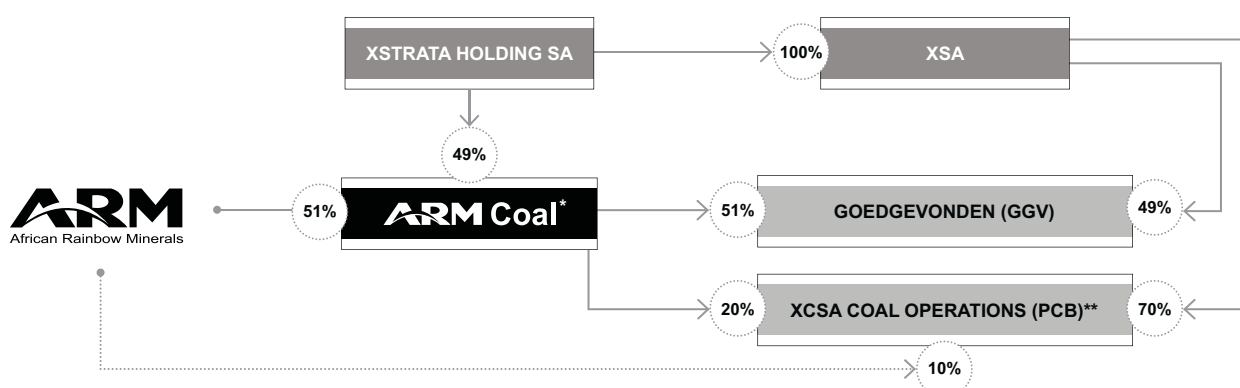 XSTRATA HOLDING SA
100%
XSA
49%
ARM
African Rainbow Minerals
51%
ARM Coal*
51%
GOEDGEVONDEN (GGV)
49%
20%
XCSA COAL OPERATIONS (PCB)**
70%
10%